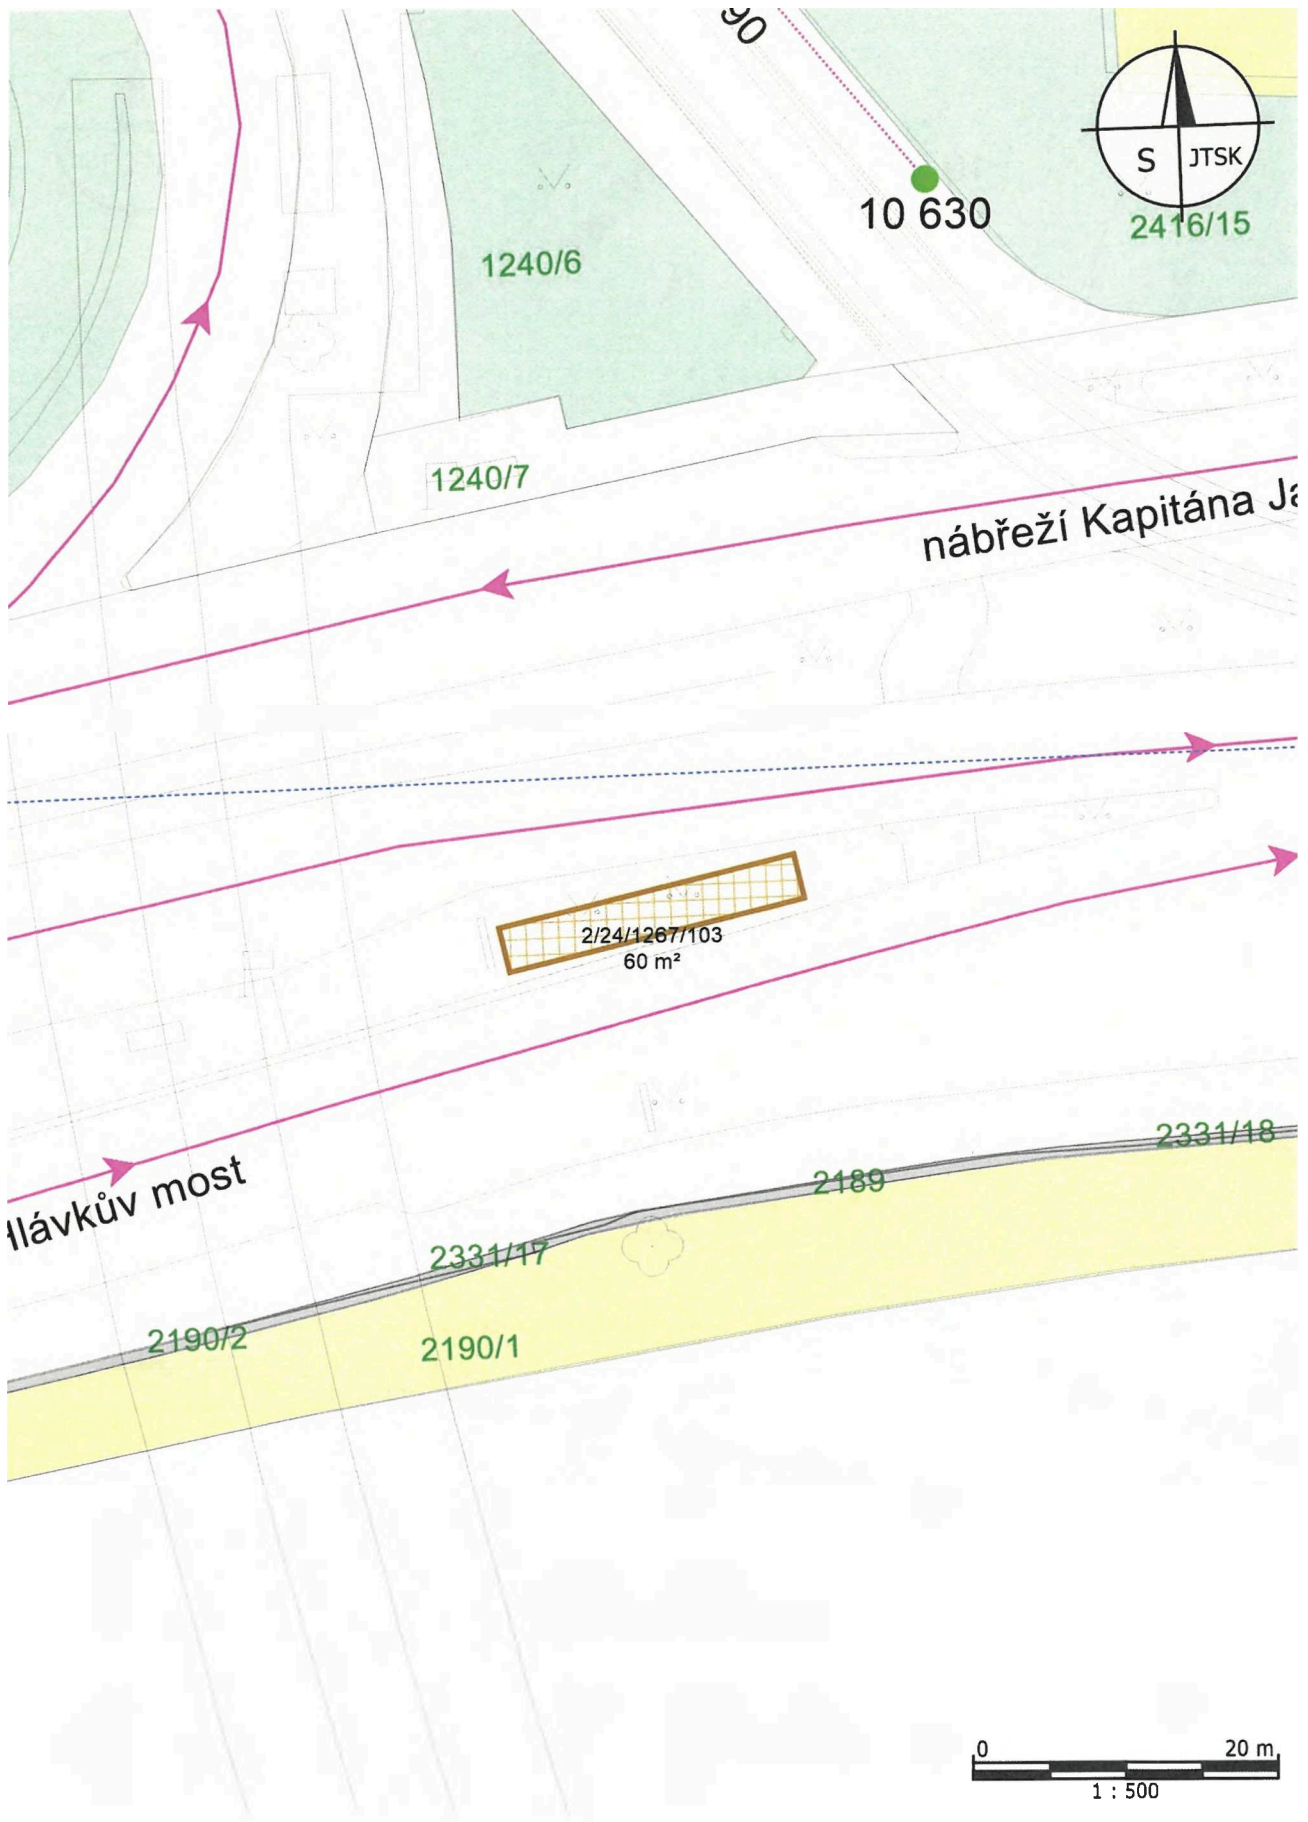 90
S JTSK
10 630
2416/15
1240/6
1240/7
nábřeží Kapitána Ja
2/24/1267/103
60 m²
2331/18
2189
Hlávkův most
2331/17
2190/2
2190/1
0 20 m
1 : 500